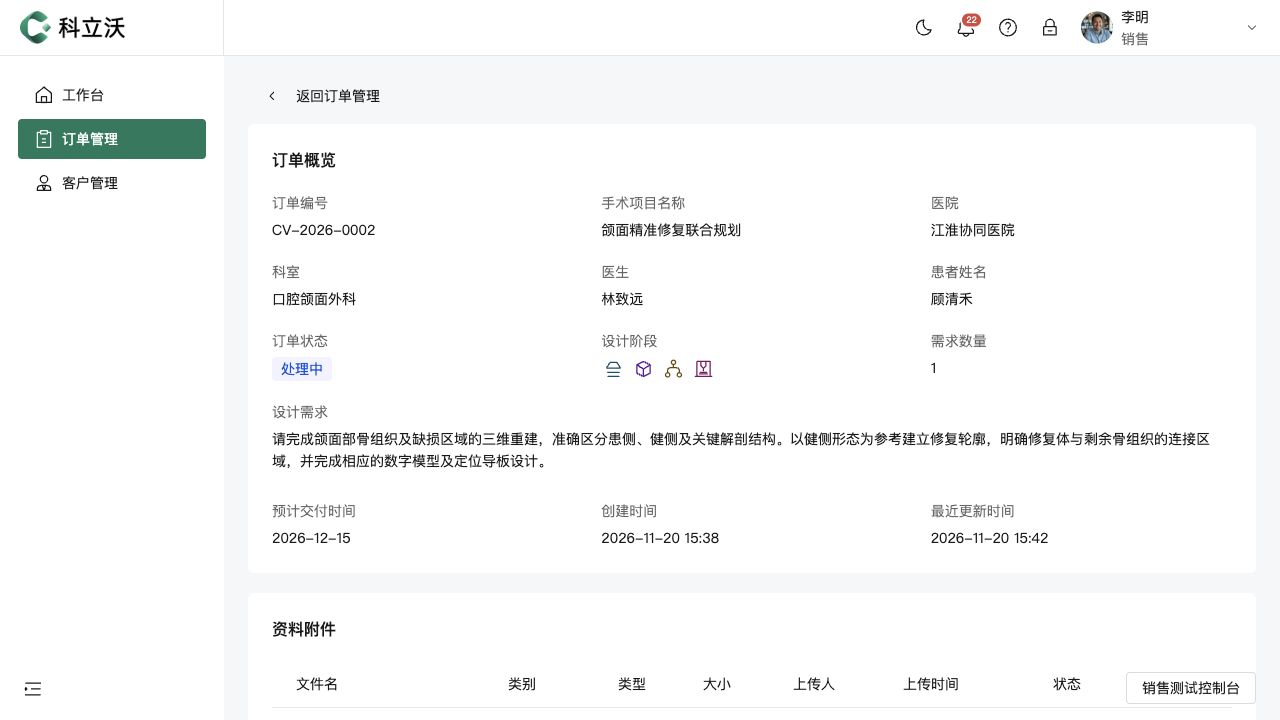 科立沃
22
李明
销售
工作台
订单管理
客户管理
返回订单管理
订单概览
订单编号 手术项目名称 医院
CV-2026-0002 颌面精准修复联合规划 江淮协同医院
科室 医生 患者姓名
口腔颌面外科 林致远 顾清禾
订单状态 设计阶段 需求数量
处理中 1
设计需求
请完成颌面部骨组织及缺损区域的三维重建，准确区分患侧、健侧及关键解剖结构。以健侧形态为参考建立修复轮廓，明确修复体与剩余骨组织的连接区
域，并完成相应的数字模型及定位导板设计。
预计交付时间 创建时间 最近更新时间
2026-12-15 2026-11-20 15:38 2026-11-20 15:42
资料附件
文件名 类别 类型 大小 上传人 上传时间 状态
销售测试控制台